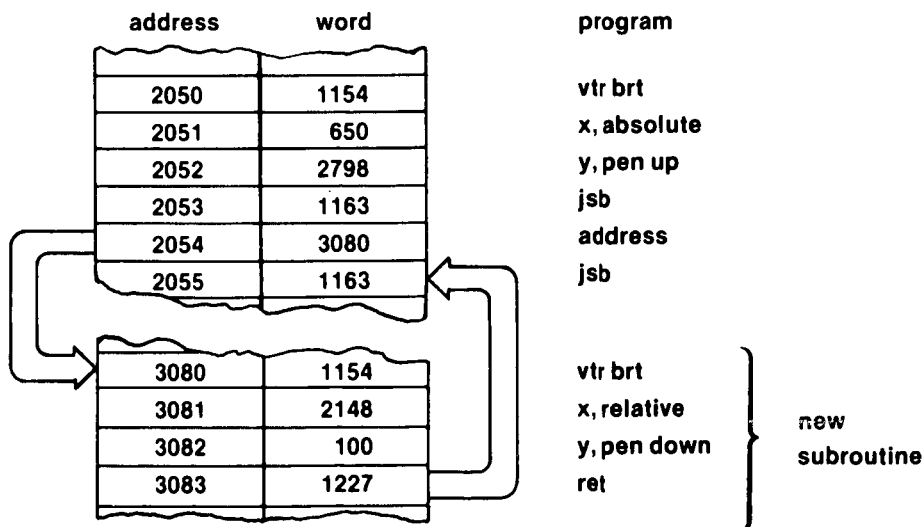 address word program
2050 1154 vtr brt
2051 650 x, absolute
2052 2798 y, pen up
2053 1163 jsb
2054 3080 address
2055 1163 jsb
3080 1154 vtr brt
3081 2148 x, relative
3082 100 y, pen down
3083 1227 ret
new
subroutine